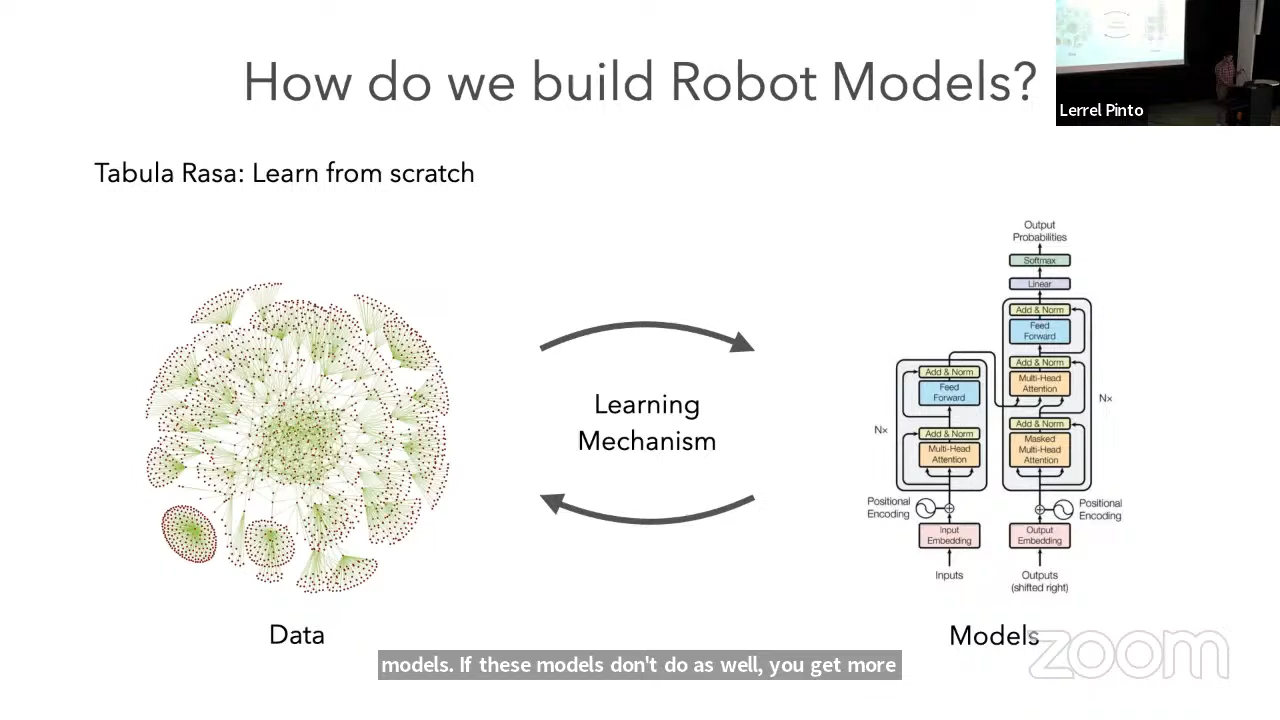 How do we build Robot Models?
Lerrel Pinto
Tabula Rasa: Learn from scratch
Output
Probabilities
Softmax
Linear
Add & Norm
Feed
Forward
Add & Norm
Multi-Head
Attention
Add & Norm
Feed
Forward
Nx
Add & Norm
Masked
Multi-Head
Attention
Nx
Add & Norm
Multi-Head
Attention
Positional
Encoding
Positional
Encoding
Input
Embedding
Output
Embedding
Inputs
Outputs
(shifted right)
Learning
Mechanism
Data
Models
models. If these models don't do as well, you get more
zoom